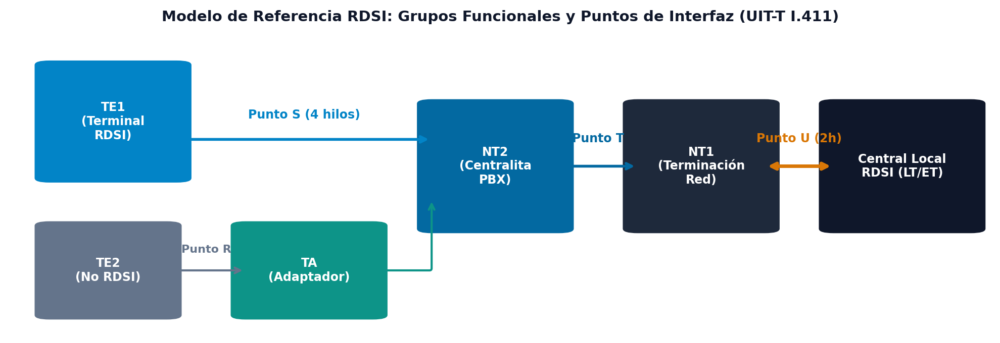 Modelo de Referencia RDSI: Grupos Funcionales y Puntos de Interfaz (UIT-T I.411)
TE1
(Terminal
RDSI)
Punto S (4 hilos)
NT2
(Centralita
PBX)
Punto T
NT1
(Terminación
Red)
Punto U (2h)
Central Local
RDSI (LT/ET)
TE2
(No RDSI)
Punto R
TA
(Adaptador)